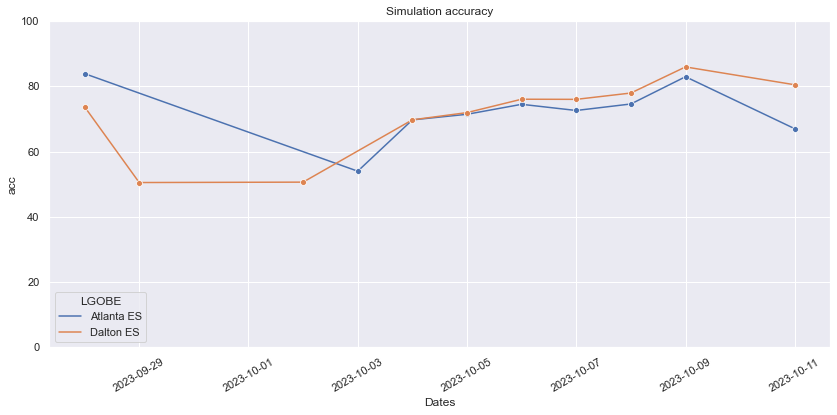 Simulation accuracy
acc
100
80
60
40
20
0
LGOBE
Atlanta ES
Dalton ES
2023-09-29
2023-10-01
2023-10-03
2023-10-05
2023-10-07
2023-10-09
2023-10-11
Dates